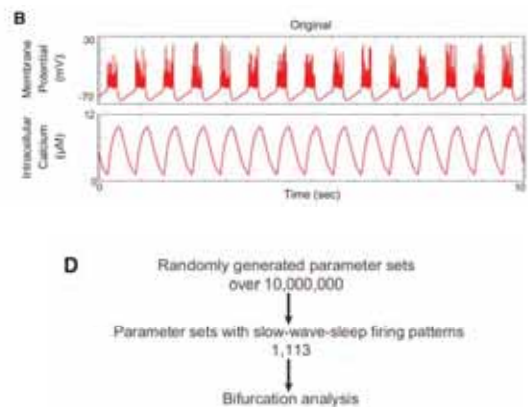 B
Original
Membrane
Potential
(mV)
30
-70
Intracellular
Calcium
(μM)
12
0
0
10
Time (sec)
D
Randomly generated parameter sets
over 10,000,000
Parameter sets with slow-wave-sleep firing patterns
1,113
Bifurcation analysis